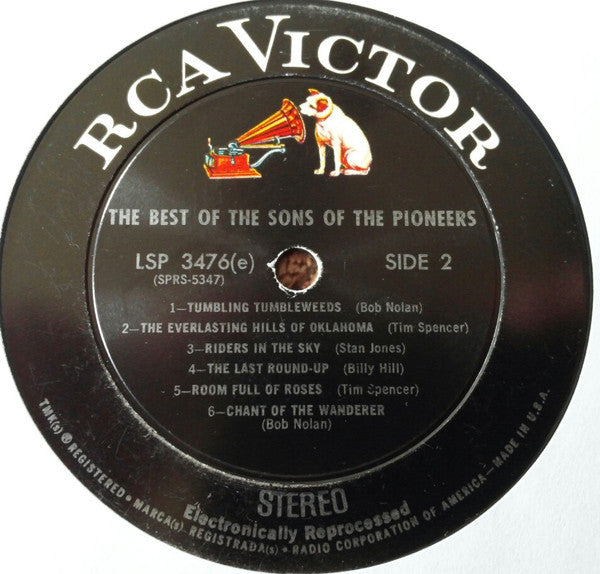 RCA VICTOR
THE BEST OF THE SONS OF THE PIONEERS
LSP 3476(e) SIDE 2
(SPRS-5347)
1—TUMBLING TUMBLEWEEDS (Bob Nolan)
2—THE EVERLASTING HILLS OF OKLAHOMA (Tim Spencer)
3—RIDERS IN THE SKY (Stan Jones)
4—THE LAST ROUND-UP (Billy Hill)
5—ROOM FULL OF ROSES (Tim Spencer)
6—CHANT OF THE WANDERER
(Bob Nolan)
STEREO
Electronically Reprocessed
TMK(s) ® REGISTERED • MARCA(s) REGISTRADA(s) • RADIO CORPORATION OF AMERICA—MADE IN U.S.A.